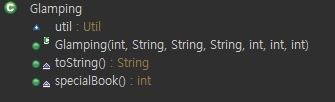 Glamping
util : Util
Glamping(int, String, String, String, int, int, int)
toString() : String
specialBook() : int